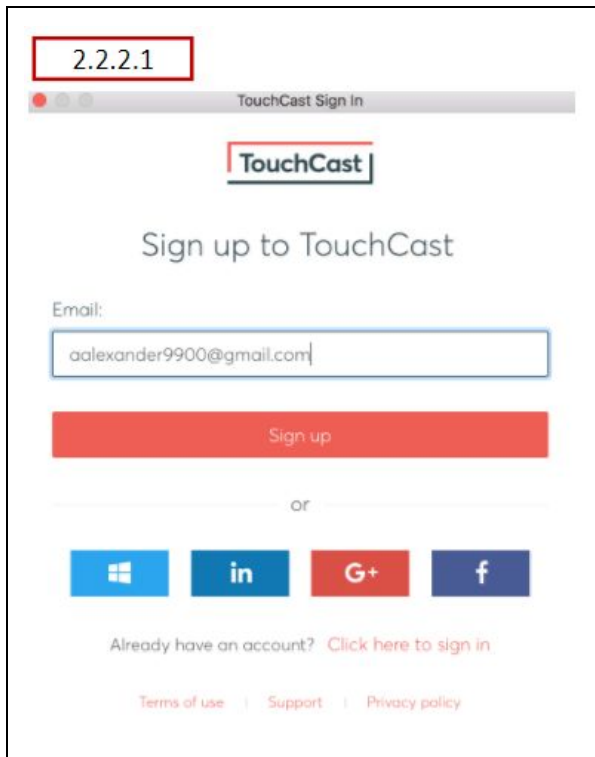 2.2.2.1
TouchCast Sign In
TouchCast
Sign up to TouchCast
Email:
aalexander9900@gmail.com
Sign up
or
in G+ f
Already have an account? Click here to sign in
Terms of use | Support | Privacy policy